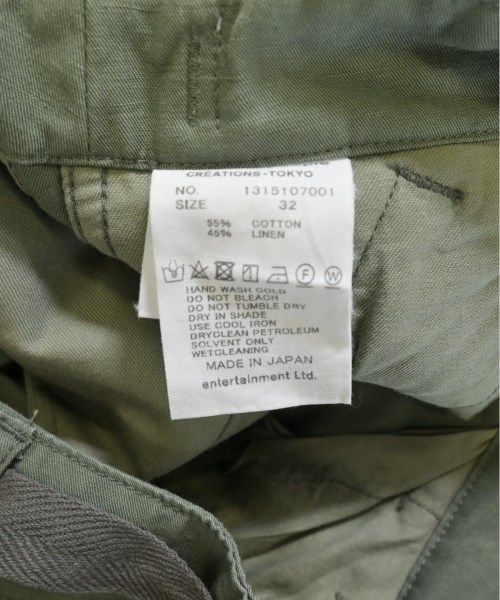 CREATIONS-TOKYO
NO. 1315107001
SIZE 32
55% COTTON
45% LINEN
F W
HAND WASH COLD
DO NOT BLEACH
DO NOT TUMBLE DRY
DRY IN SHADE
USE COOL IRON
DRYCLEAN PETROLEUM
SOLVENT ONLY
WETCLEANING
MADE IN JAPAN
entertainment Ltd.